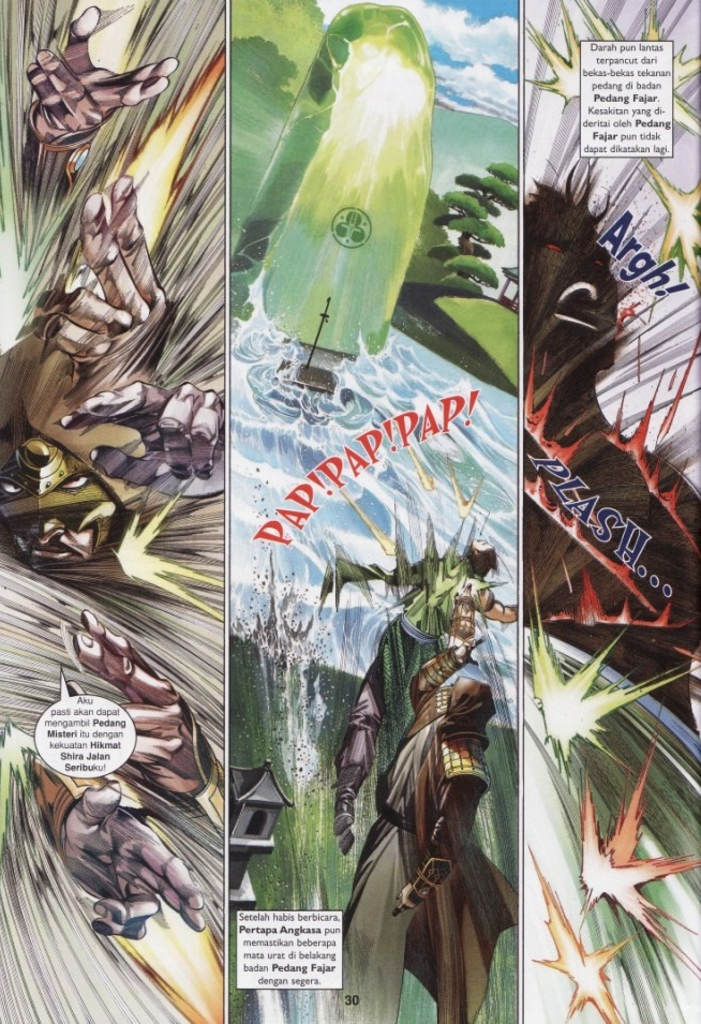 Aku
pasti akan dapat
mengambil Pedang
Misteri itu dengan
kekuatan Hikmat
Shira Jalan
Seribuku!
PAP!PAP!PAP!
Setelah habis berbicara,
Pertapa Angkasa pun
memastikan beberapa
mata urat di belakang
badan Pedang Fajar
dengan segera.
30
Darah pun lantas
terpancut dari
bekas-bekas tekanan
pedang di badan
Pedang Fajar.
Kesakitan yang di-
deritai oleh Pedang
Fajar pun tidak
dapat dikatakan lagi.
Argh!
PLASH...